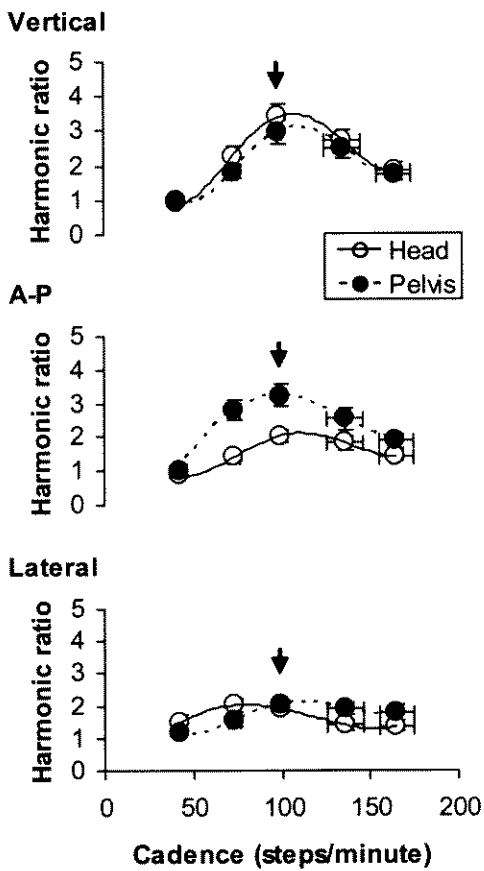 Vertical
Harmonic ratio
5
4
3
2
1
0
Head
Pelvis
A-P
Harmonic ratio
5
4
3
2
1
0
Lateral
Harmonic ratio
5
4
3
2
1
0
0 50 100 150 200
Cadence (steps/minute)